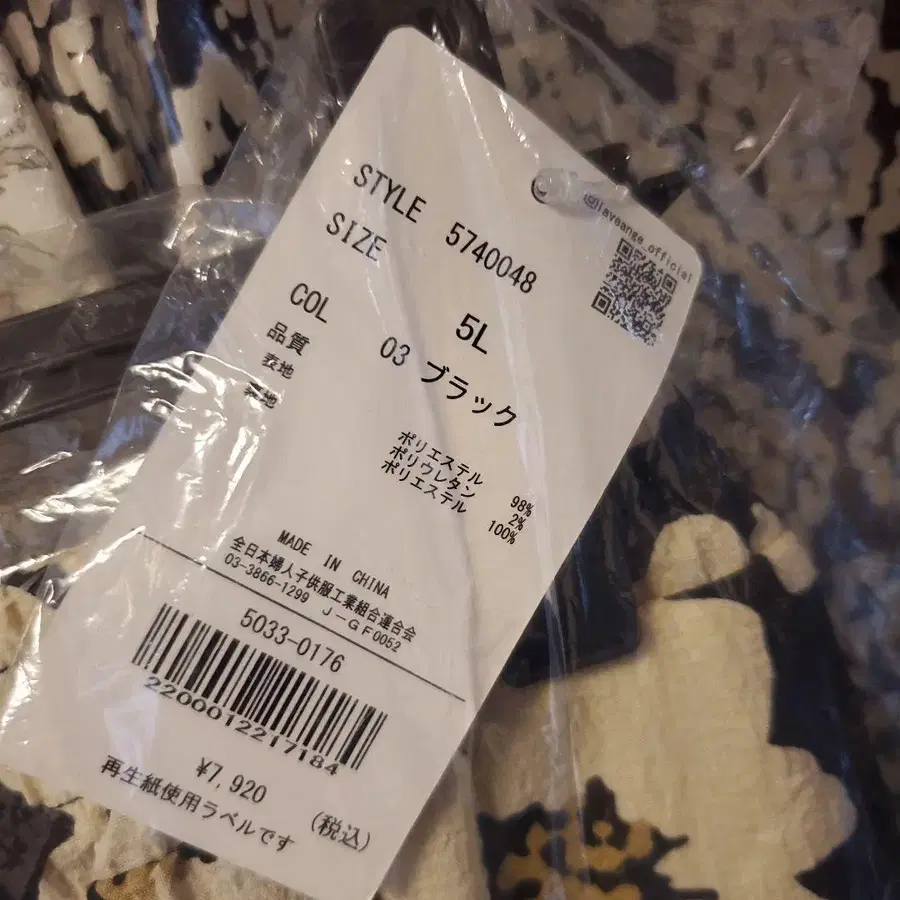 @lavaange_official
STYLE 5740048
SIZE 5L
COL 03 ブラック
品質
表地 ポリエステル 98%
ポリウレタン 2%
地 ポリエステル 100%
MADE IN CHINA
全日本婦人子供服工業組合連合会
03-3866-1299 J-GF0052
5033-0176
2200012217184
¥7,920
(税込)
再生紙使用ラベルです